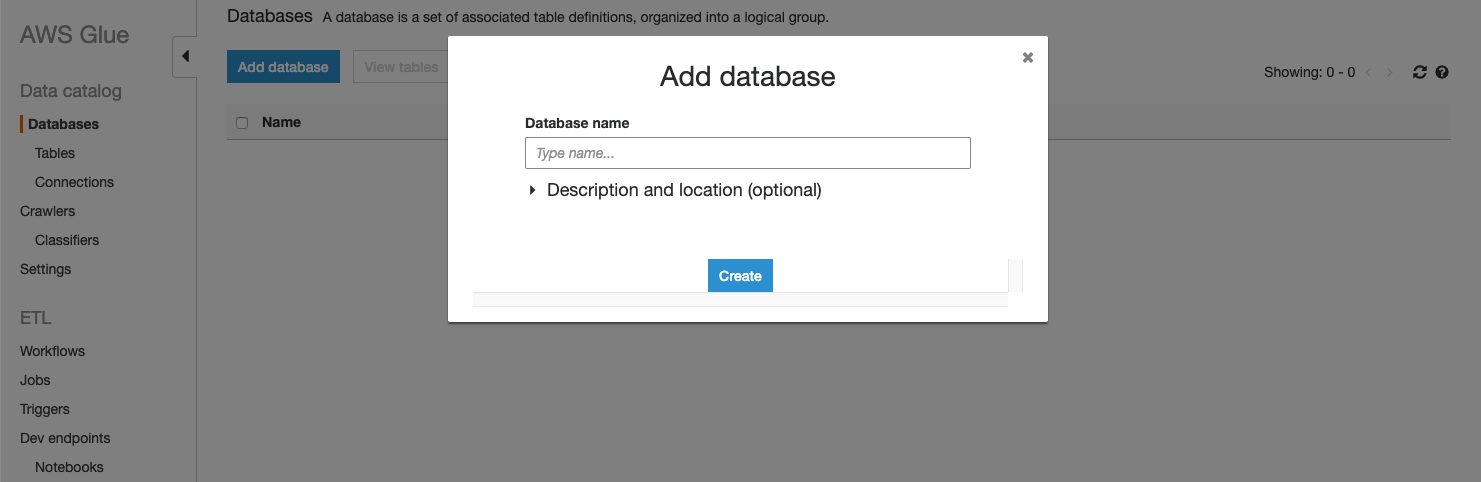 AWS Glue
Data catalog
Databases
Tables
Connections
Crawlers
Classifiers
Settings
ETL
Workflows
Jobs
Triggers
Dev endpoints
Notebooks
Databases A database is a set of associated table definitions, organized into a logical group.
Add database View tables
Showing: 0 - 0
Name
Add database
Database name
Type name...
Description and location (optional)
Create